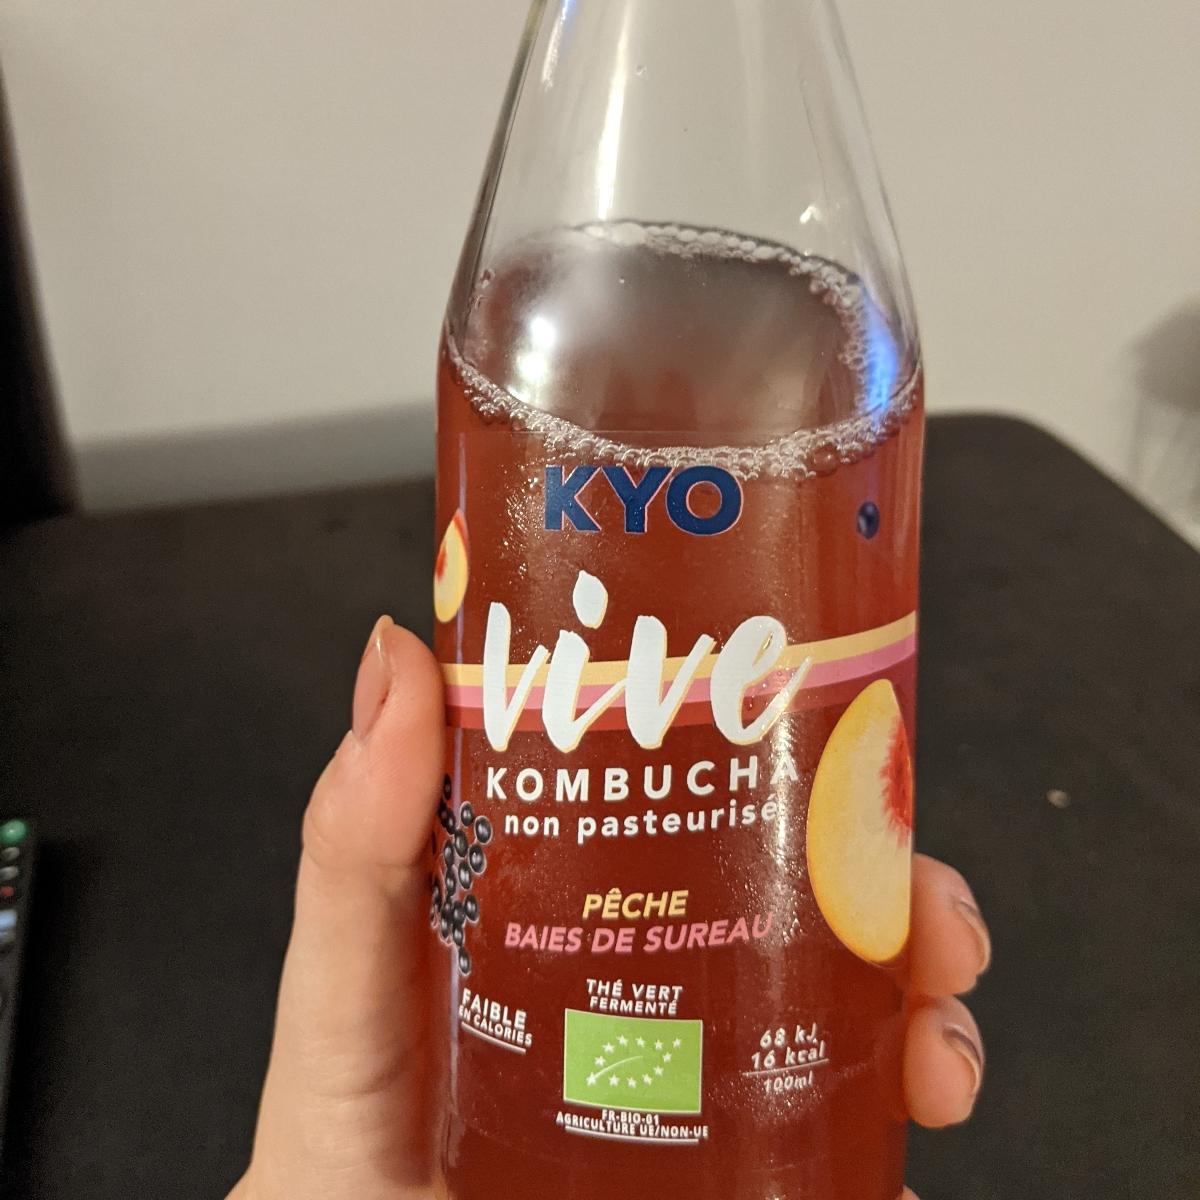 KYO
vive
KOMBUCHA
non pasteurisé
PÊCHE
BAIES DE SUREAU
FAIBLE
EN CALORIES
THÉ VERT
FERMENTÉ
FR-BIO-01
AGRICULTURE UE/NON-UE
68 kJ
16 kcal
100ml